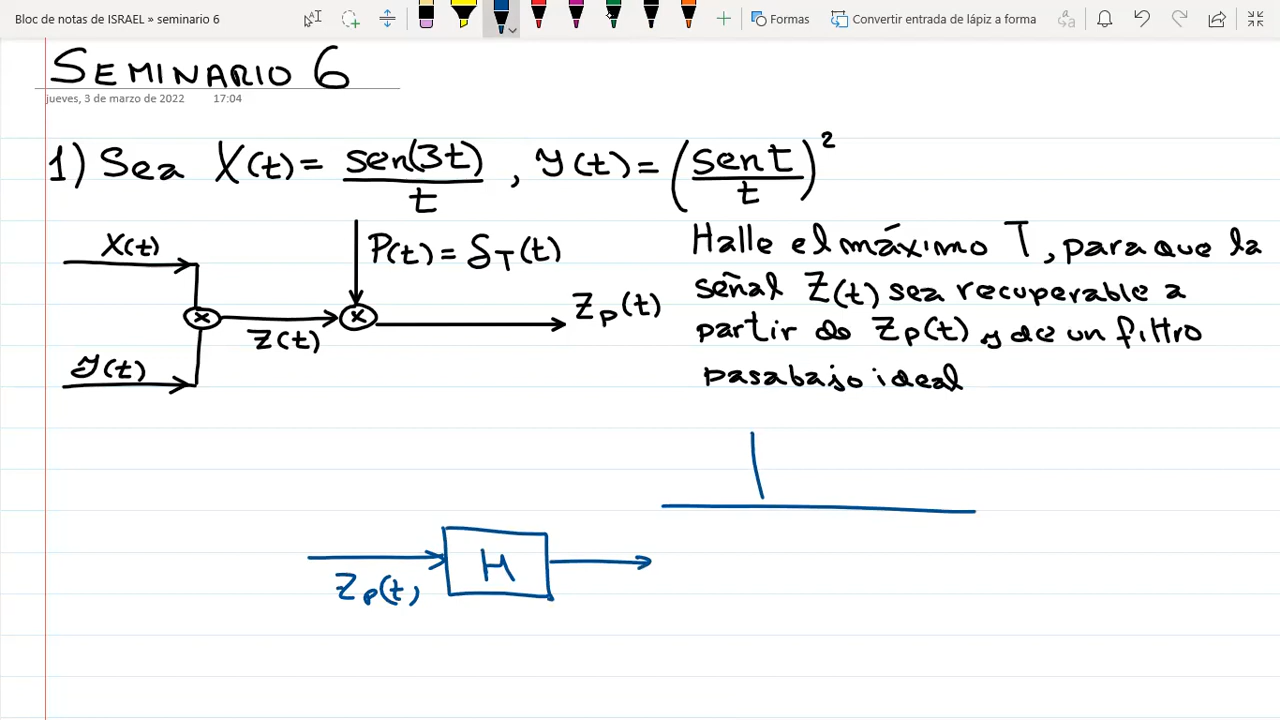 Bloc de notas de ISRAEL » seminario 6
Formas
Convertir entrada de lápiz a forma
SEMINARIO 6
jueves, 3 de marzo de 2022 17:04
1) Sea X(t) = sen(3t)/t , y(t) = (sen t/t)²
X(t)
P(t) = δT(t)
Zp(t)
Z(t)
y(t)
Halle el máximo T, para que la
señal Z(t) sea recuperable a
partir de Zp(t) y de un filtro
pasabajo ideal
Zp(t)
H